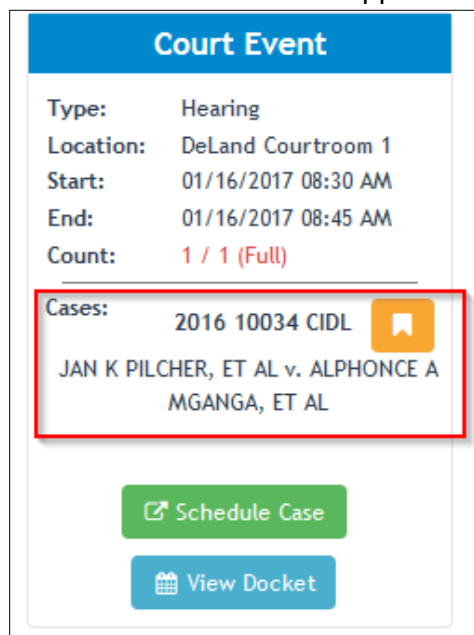 Court Event
Type: Hearing
Location: DeLand Courtroom 1
Start: 01/16/2017 08:30 AM
End: 01/16/2017 08:45 AM
Count: 1 / 1 (Full)
Cases: 2016 10034 CIDL
JAN K PILCHER, ET AL v. ALPHONCE A
MGANGA, ET AL
Schedule Case
View Docket